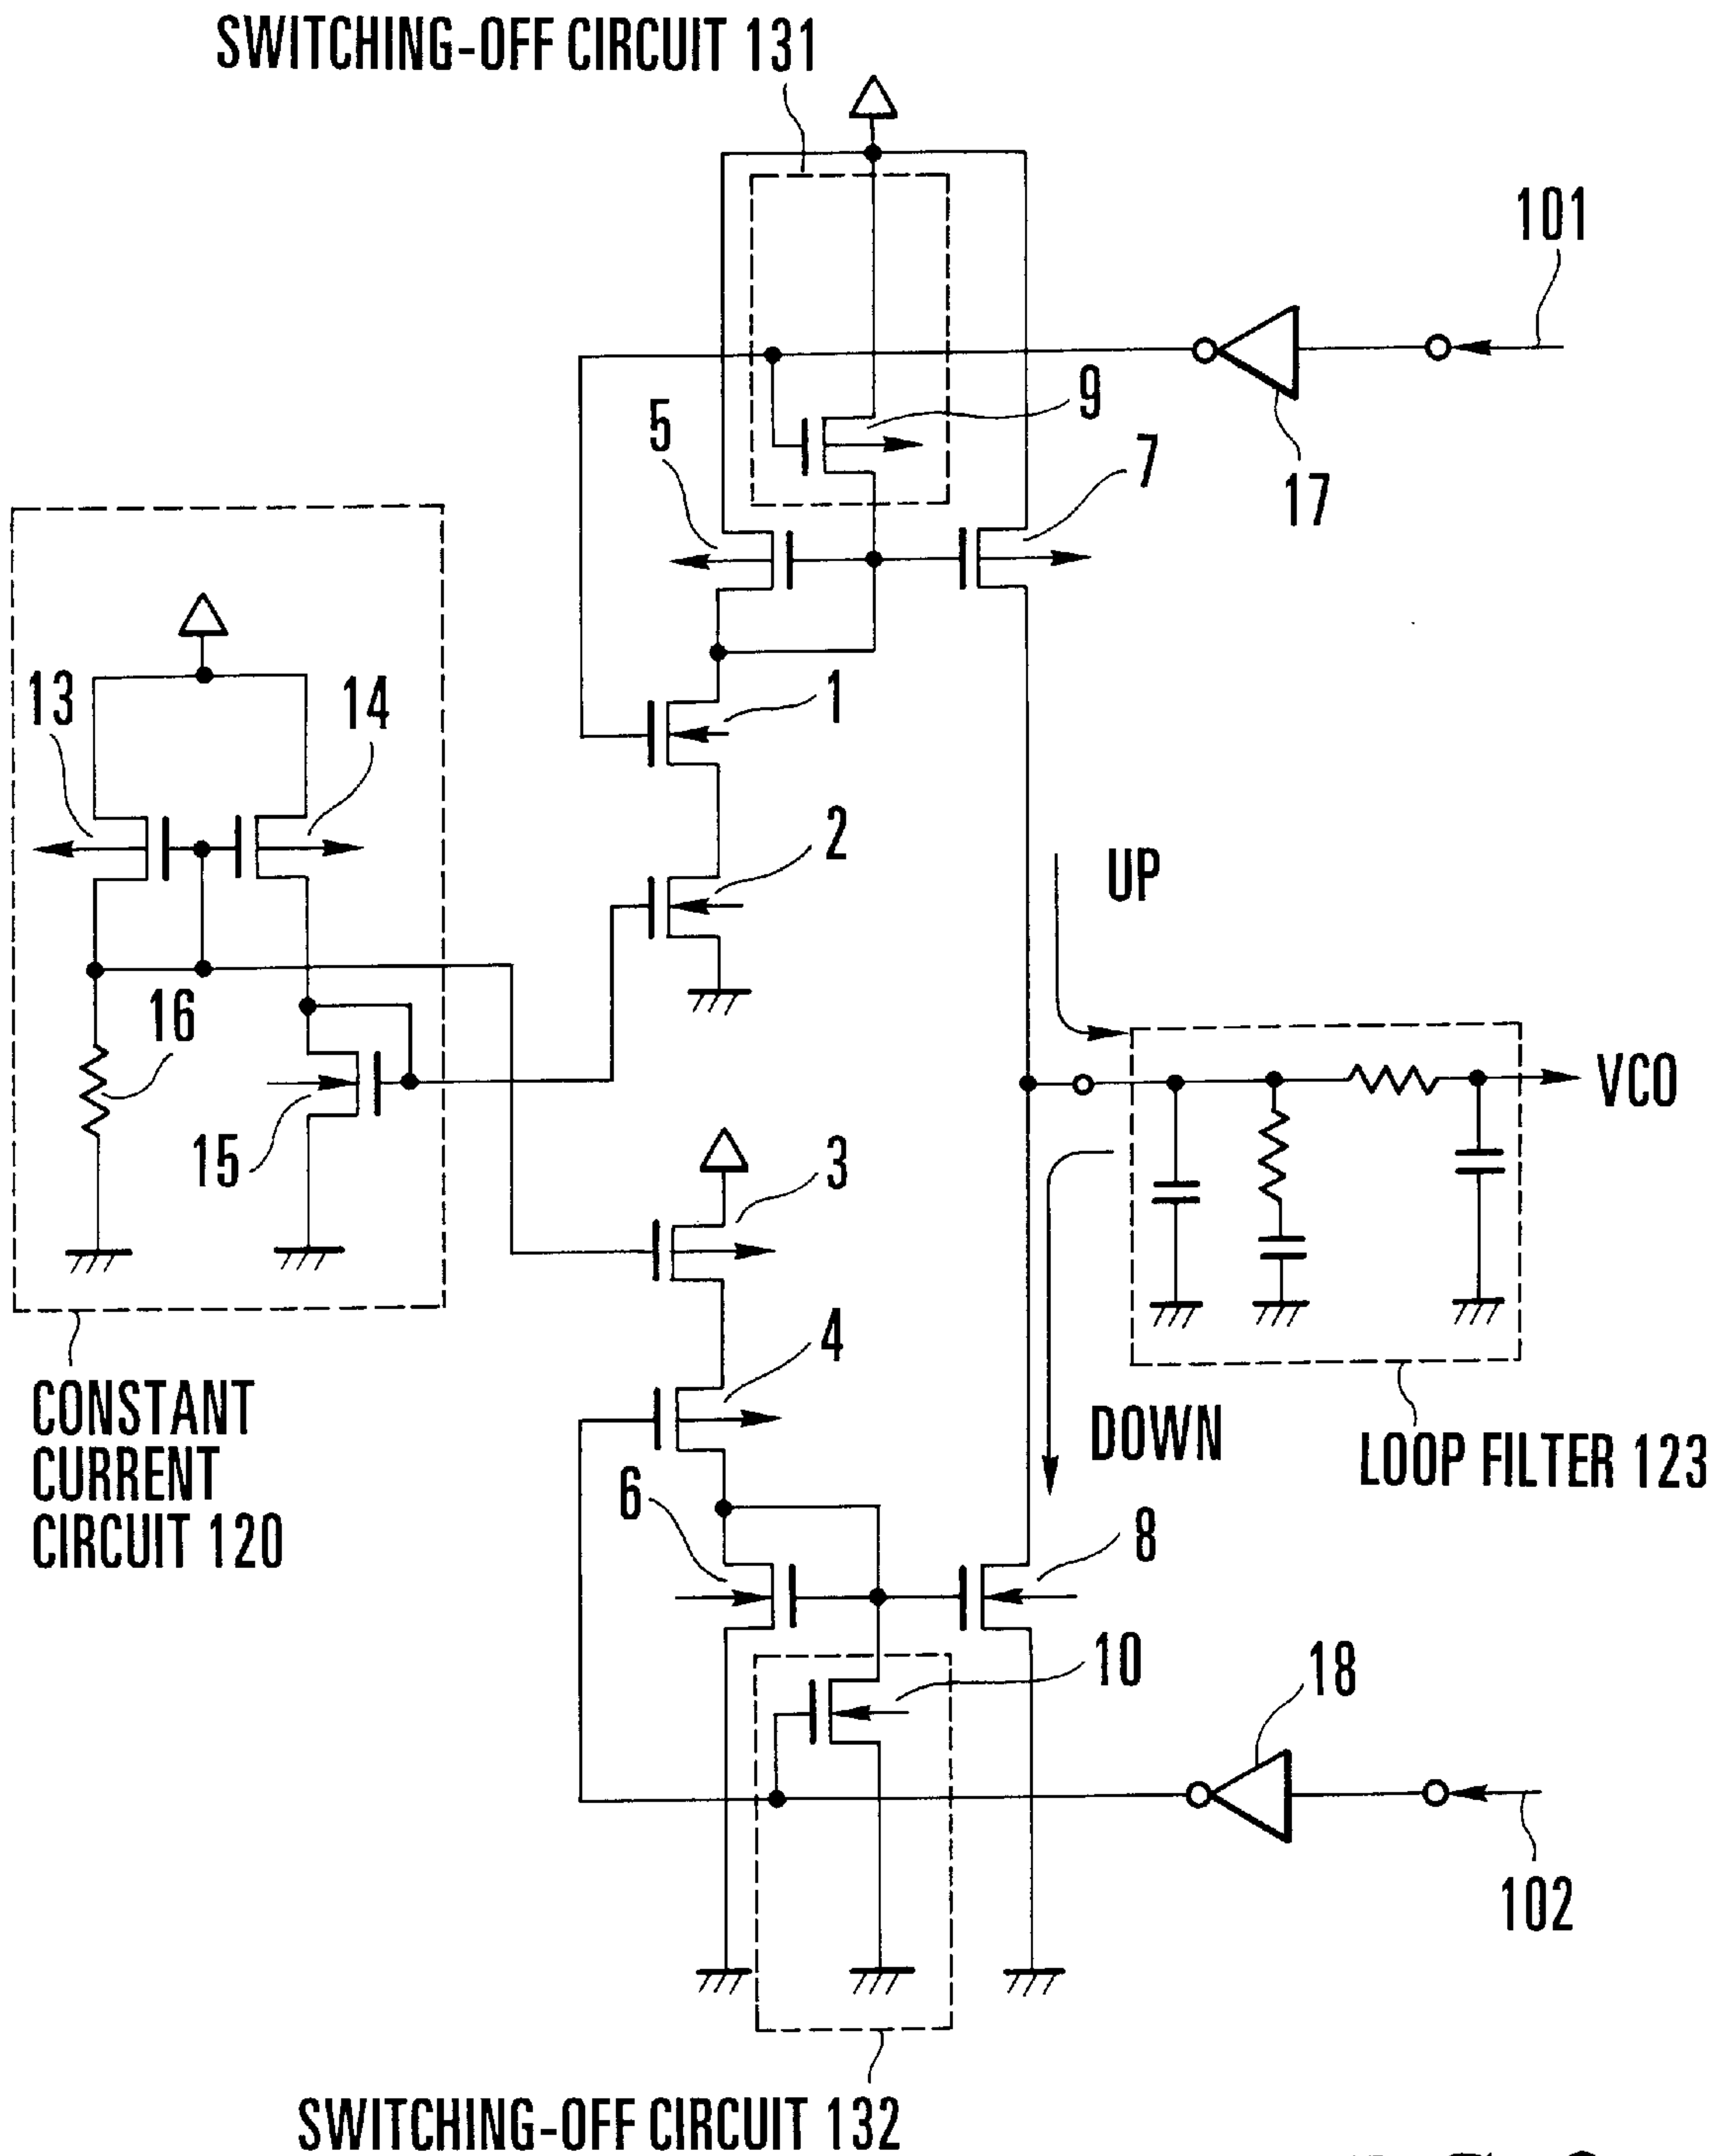 SWITCHING-OFF CIRCUIT 131
101
9
5
7
17
13
14
1
2
UP
16
VCO
15
3
4
CONSTANT
CURRENT
CIRCUIT 120
DOWN
LOOP FILTER 123
6
8
10
18
102
SWITCHING-OFF CIRCUIT 132